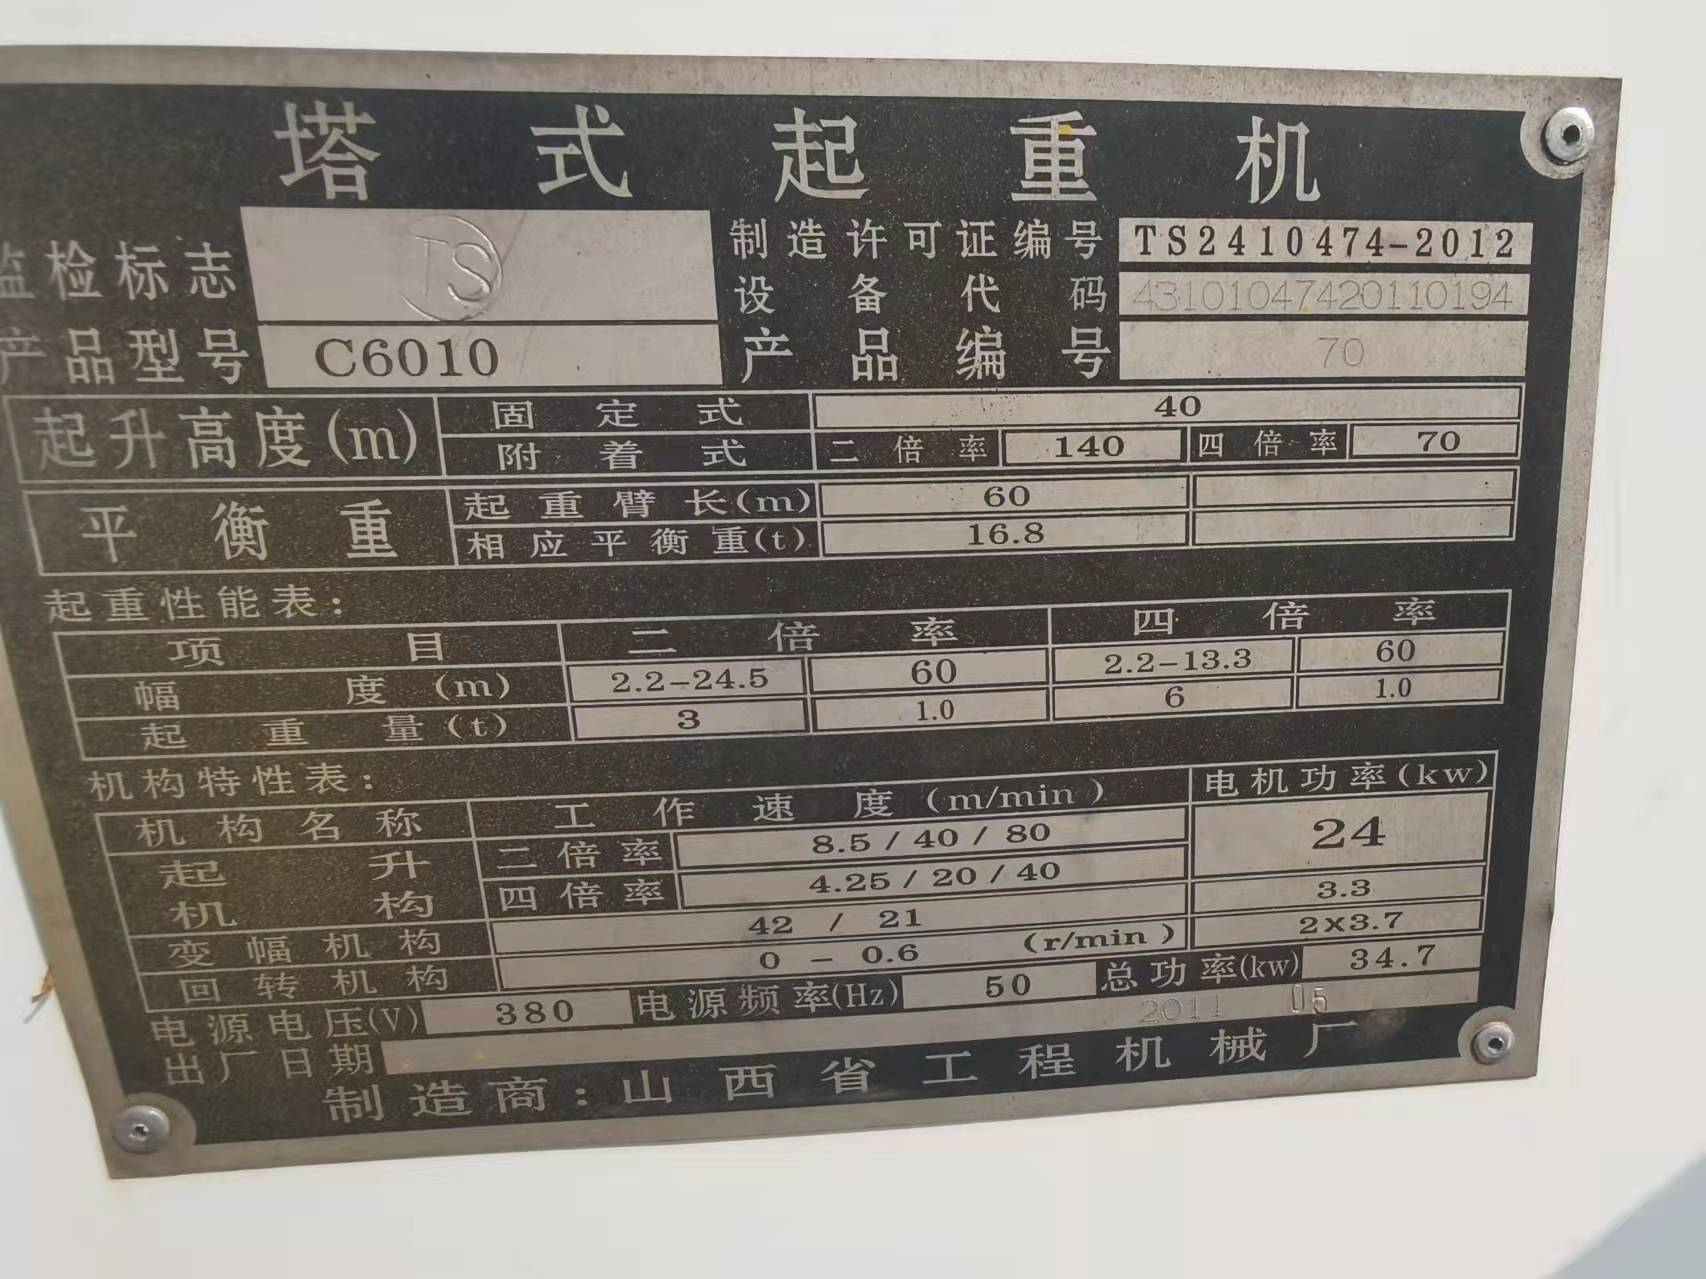 塔式起重机
监检标志 TS 制造许可证编号 TS2410474-2012
设备代码 43101047420110194
产品型号 C6010 产品编号 70
起升高度(m) 固定式 40
附着式 二倍率 140 四倍率 70
平衡重 起重臂长(m) 60
相应平衡重(t) 16.8
起重性能表:
项目 二倍率 四倍率
幅度(m) 2.2-24.5 60 2.2-13.3 60
起重量(t) 3 1.0 6 1.0
机构特性表:
机构名称 工作速度(m/min) 电机功率(kw)
起升机构 二倍率 8.5/40/80 24
四倍率 4.25/20/40
变幅机构 42/21 3.3
回转机构 0-0.6 (r/min) 2x3.7
电源电压(V) 380 电源频率(Hz) 50 总功率(kw) 34.7
出厂日期 2011 05
制造商:山西省工程机械厂